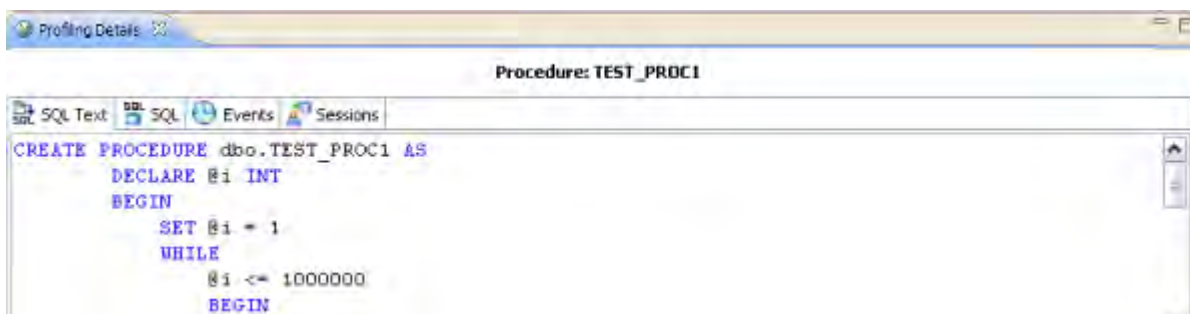 Profiling Details
Procedure: TEST_PROC1
SQL Text SQL Events Sessions
CREATE PROCEDURE dbo.TEST_PROC1 AS
DECLARE @i INT
BEGIN
SET @i = 1
WHILE
@i <= 1000000
BEGIN